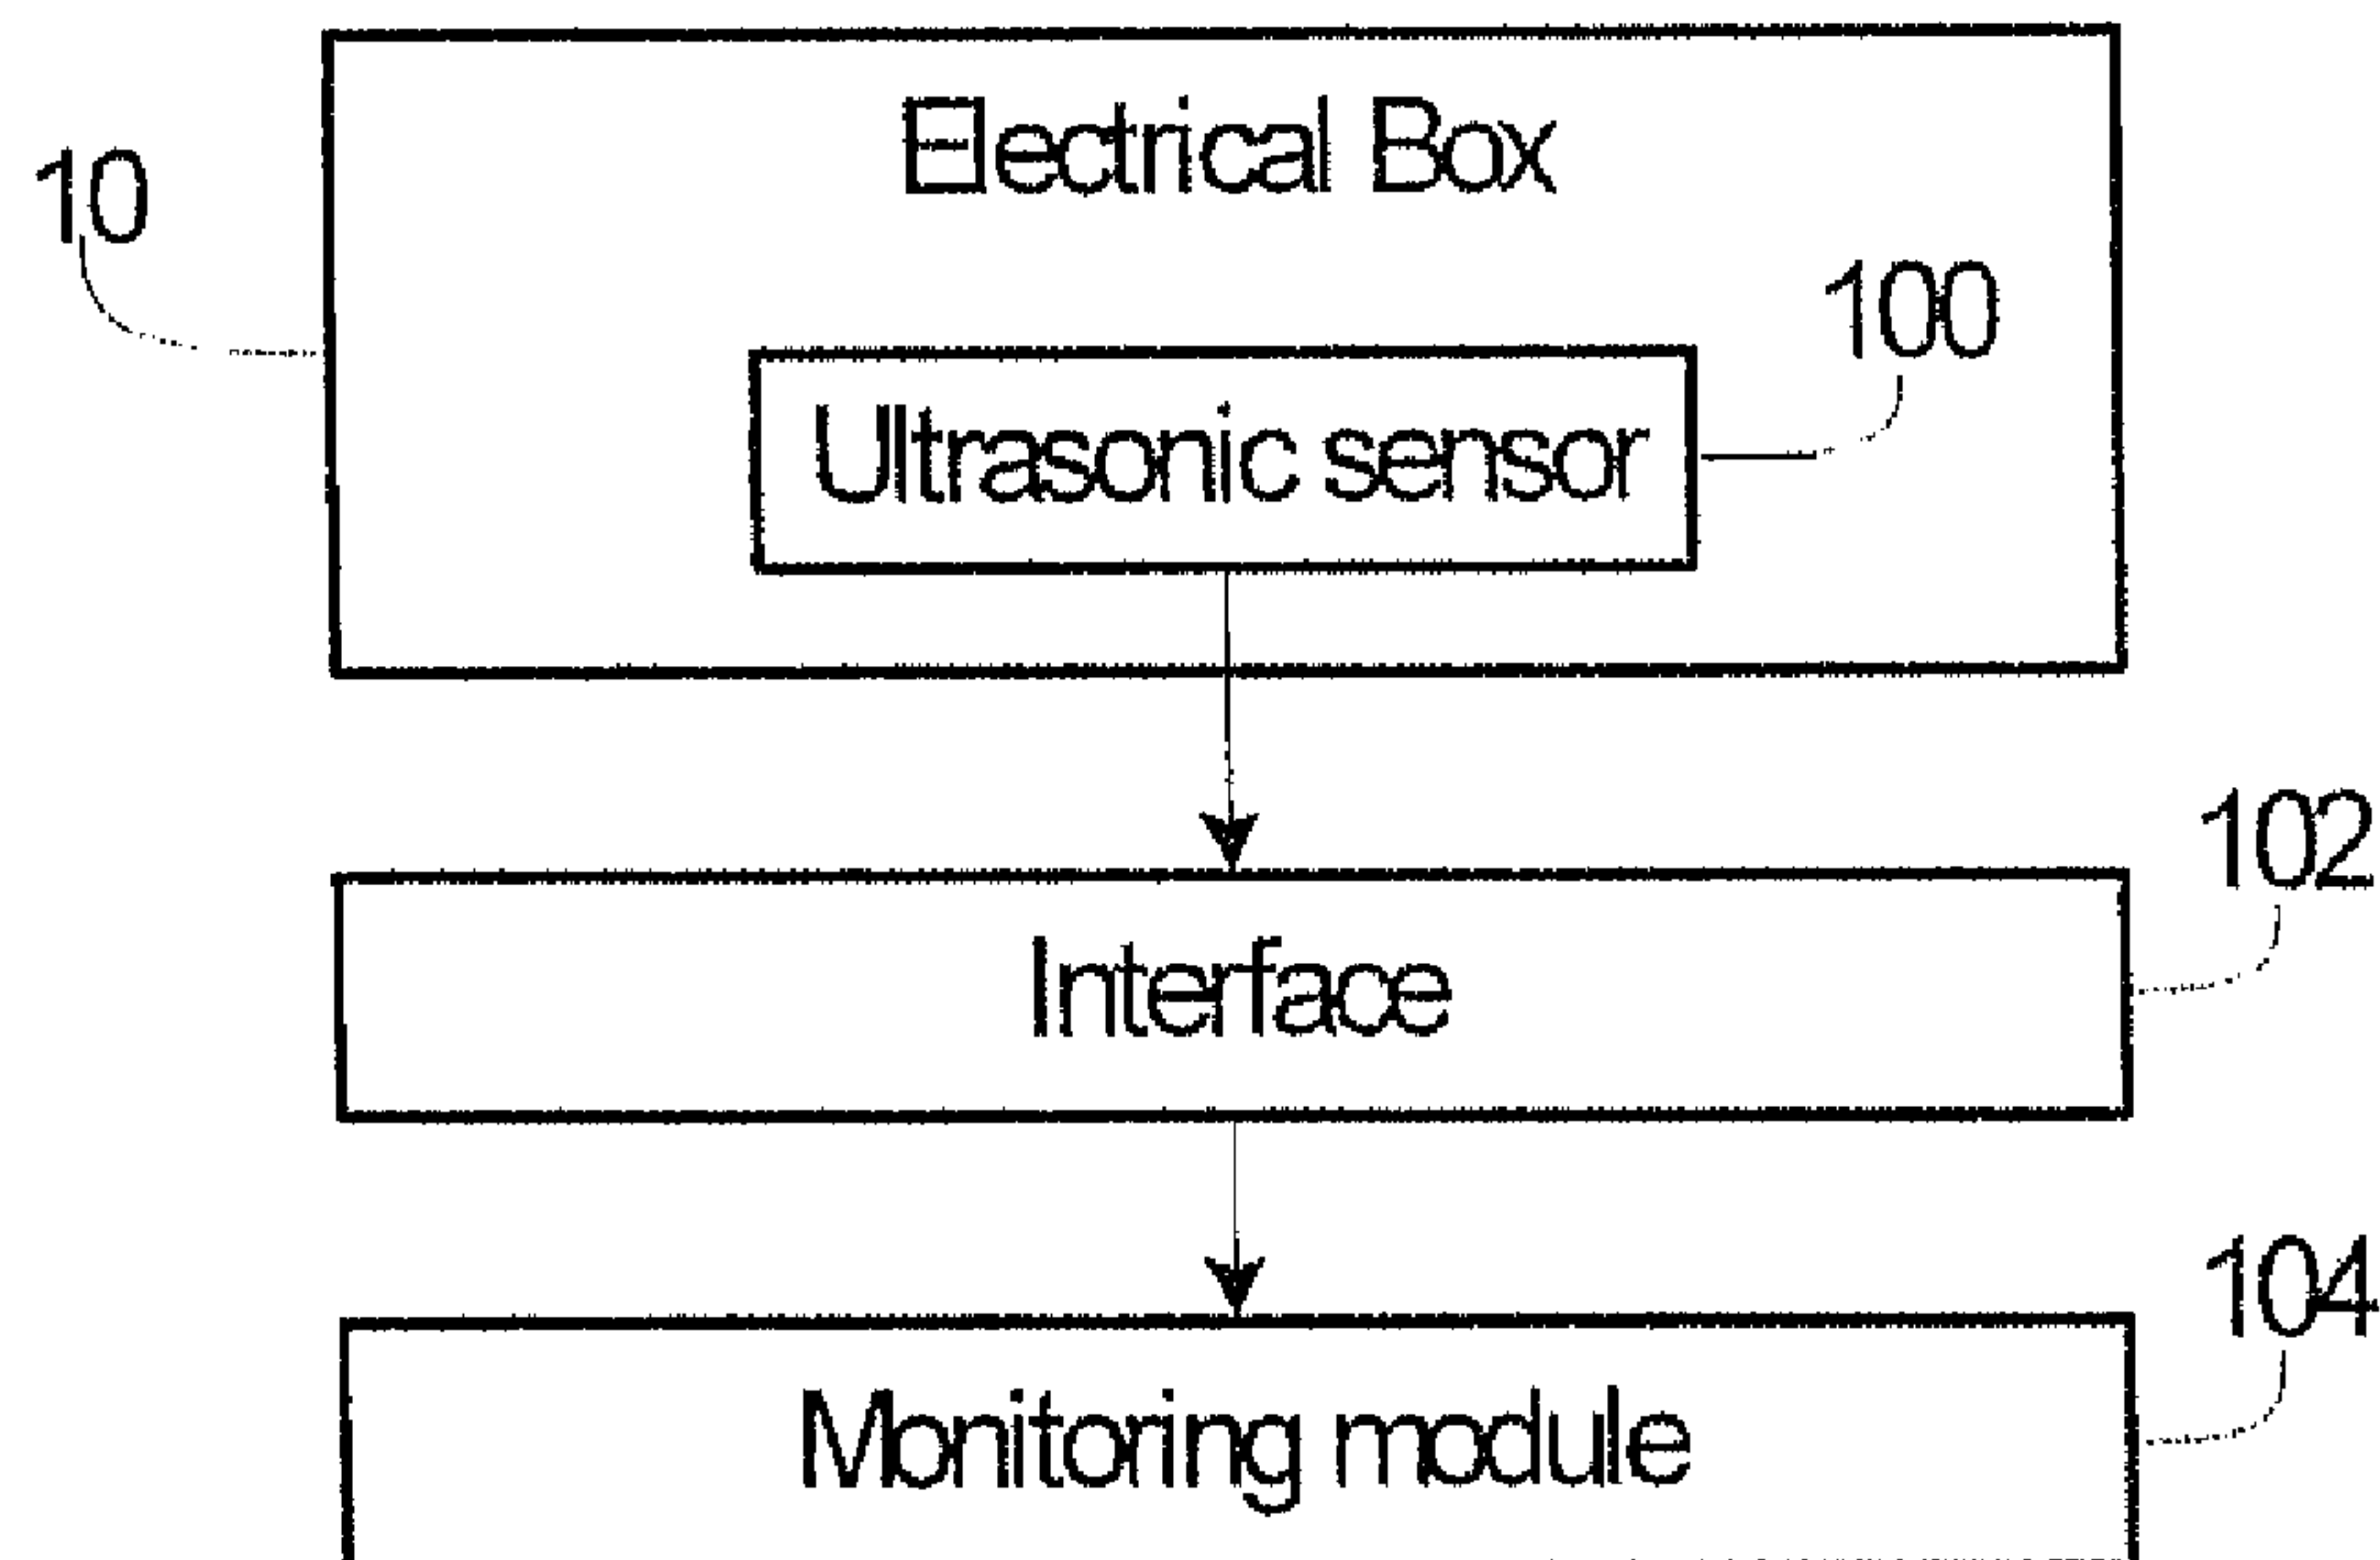 Electrical Box
10
100
Ultrasonic sensor
102
Interface
104
Monitoring module